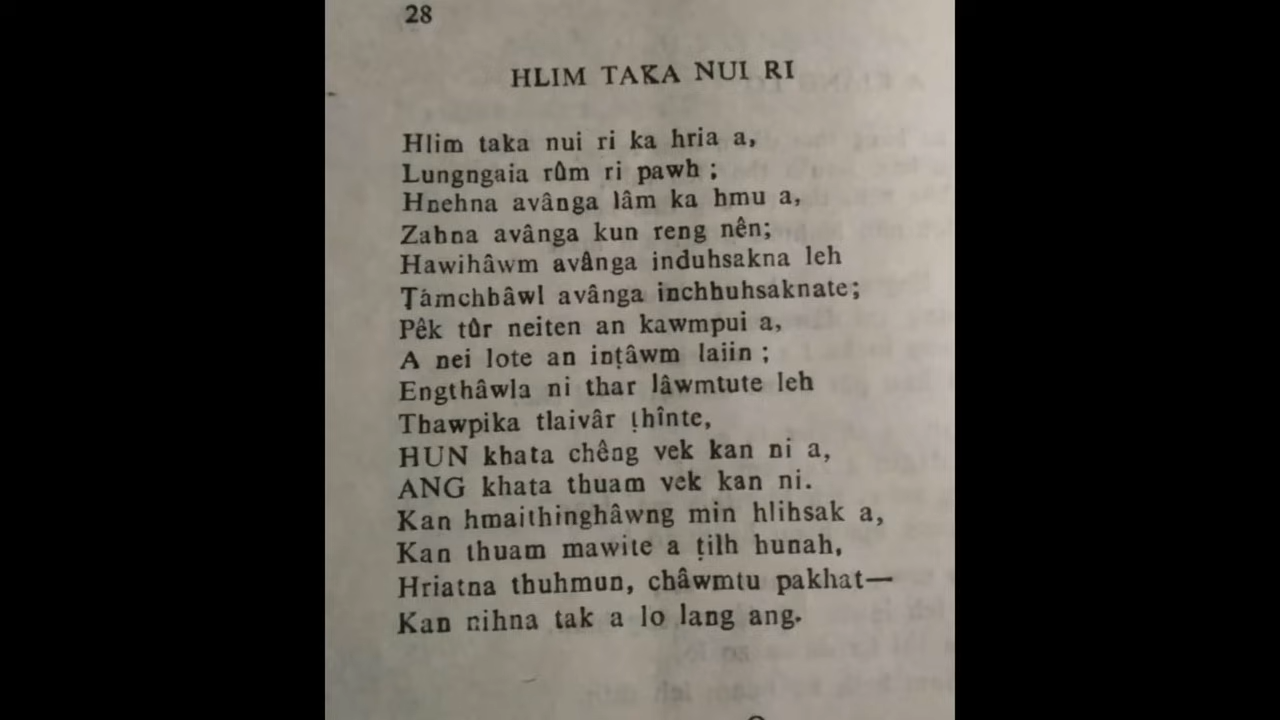 28
HLIM TAKA NUI RI
Hlim taka nui ri ka hria a,
Lungngaia rûm ri pawh ;
Hnehna avânga lâm ka hmu a,
Zahna avânga kun reng nên;
Hawihâwm avânga induhsakna leh
Ṭâmchhâwl avânga inchhuhsaknate;
Pêk tûr neiten an kawmpui a,
A nei lote an inṭâwm laiin ;
Engthâwla ni thar lâwmtute leh
Thawpika tlaivâr ṭhînte,
HUN khata chêng vek kan ni a,
ANG khata thuam vek kan ni.
Kan hmaithinghâwng min hlihsak a,
Kan thuam mawite a ṭilh hunah,
Hriatna thuhmun, châwmtu pakhat—
Kan nihna tak a lo lang ang.